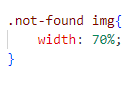 .not-found img{
    width: 70%;
}